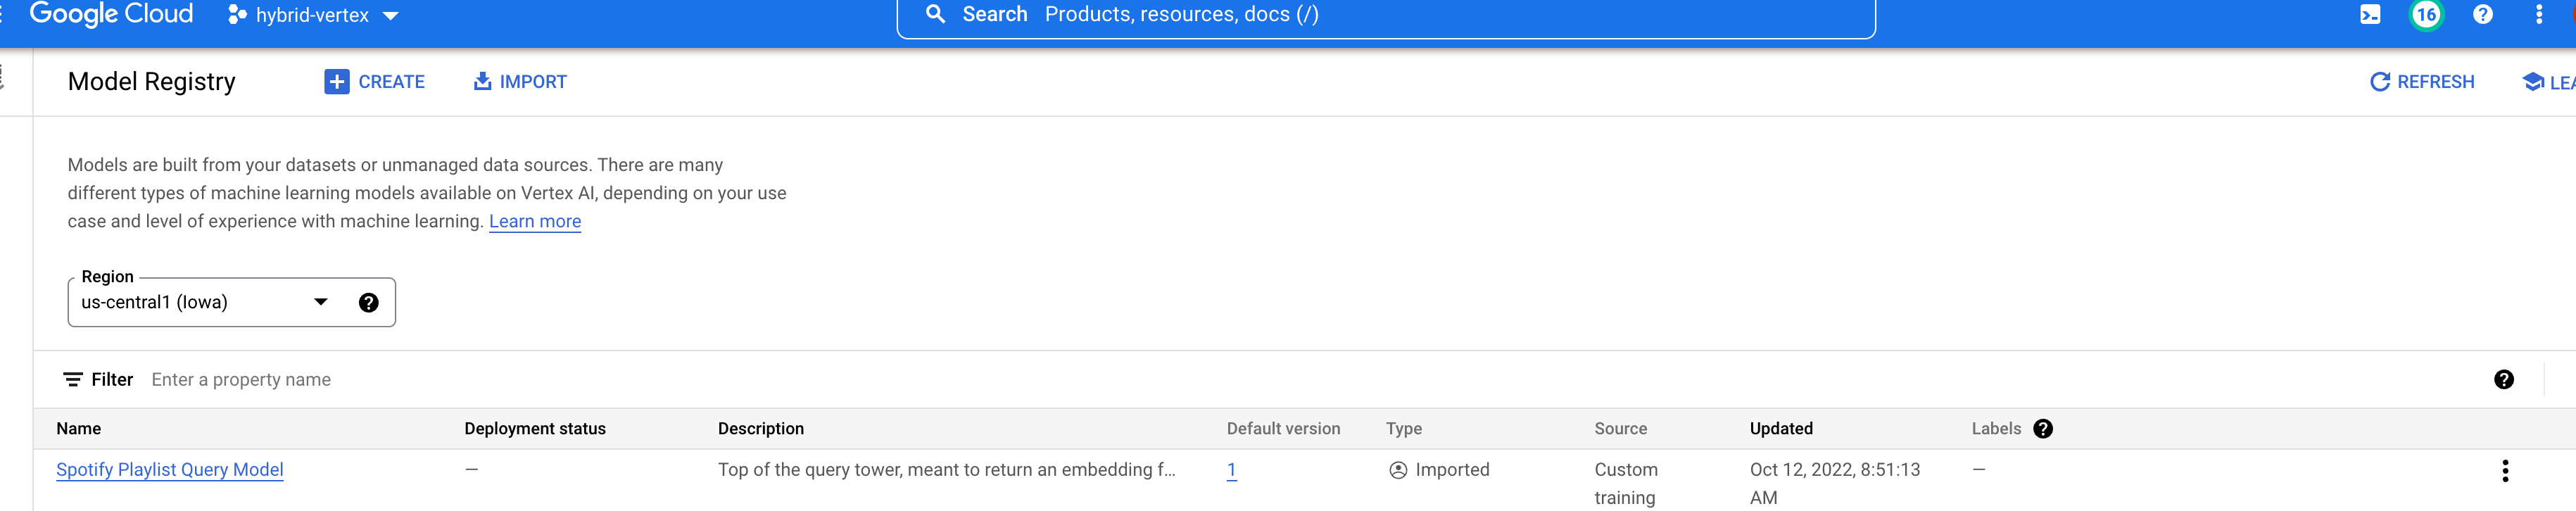 Google Cloud hybrid-vertex Search Products, resources, docs (/) 16 ?
Model Registry CREATE IMPORT REFRESH
Models are built from your datasets or unmanaged data sources. There are many
different types of machine learning models available on Vertex AI, depending on your use
case and level of experience with machine learning. Learn more
Region
us-central1 (Iowa) ?
Filter Enter a property name ?
Name Deployment status Description Default version Type Source Updated Labels ?
Spotify Playlist Query Model — Top of the query tower, meant to return an embedding f... 1 Imported Custom Oct 12, 2022, 8:51:13 —
training AM